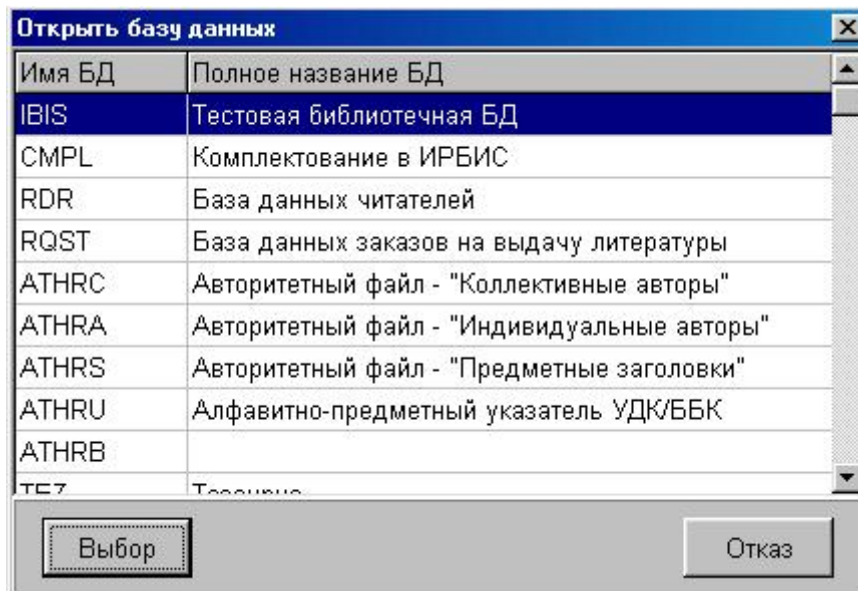 Открыть базу данных
Имя БД Полное название БД
IBIS Тестовая библиотечная БД
CMPL Комплектование в ИРБИС
RDR База данных читателей
RQST База данных заказов на выдачу литературы
ATHRC Авторитетный файл - "Коллективные авторы"
ATHRA Авторитетный файл - "Индивидуальные авторы"
ATHRS Авторитетный файл - "Предметные заголовки"
ATHRU Алфавитно-предметный указатель УДК/ББК
ATHRB
Выбор Отказ